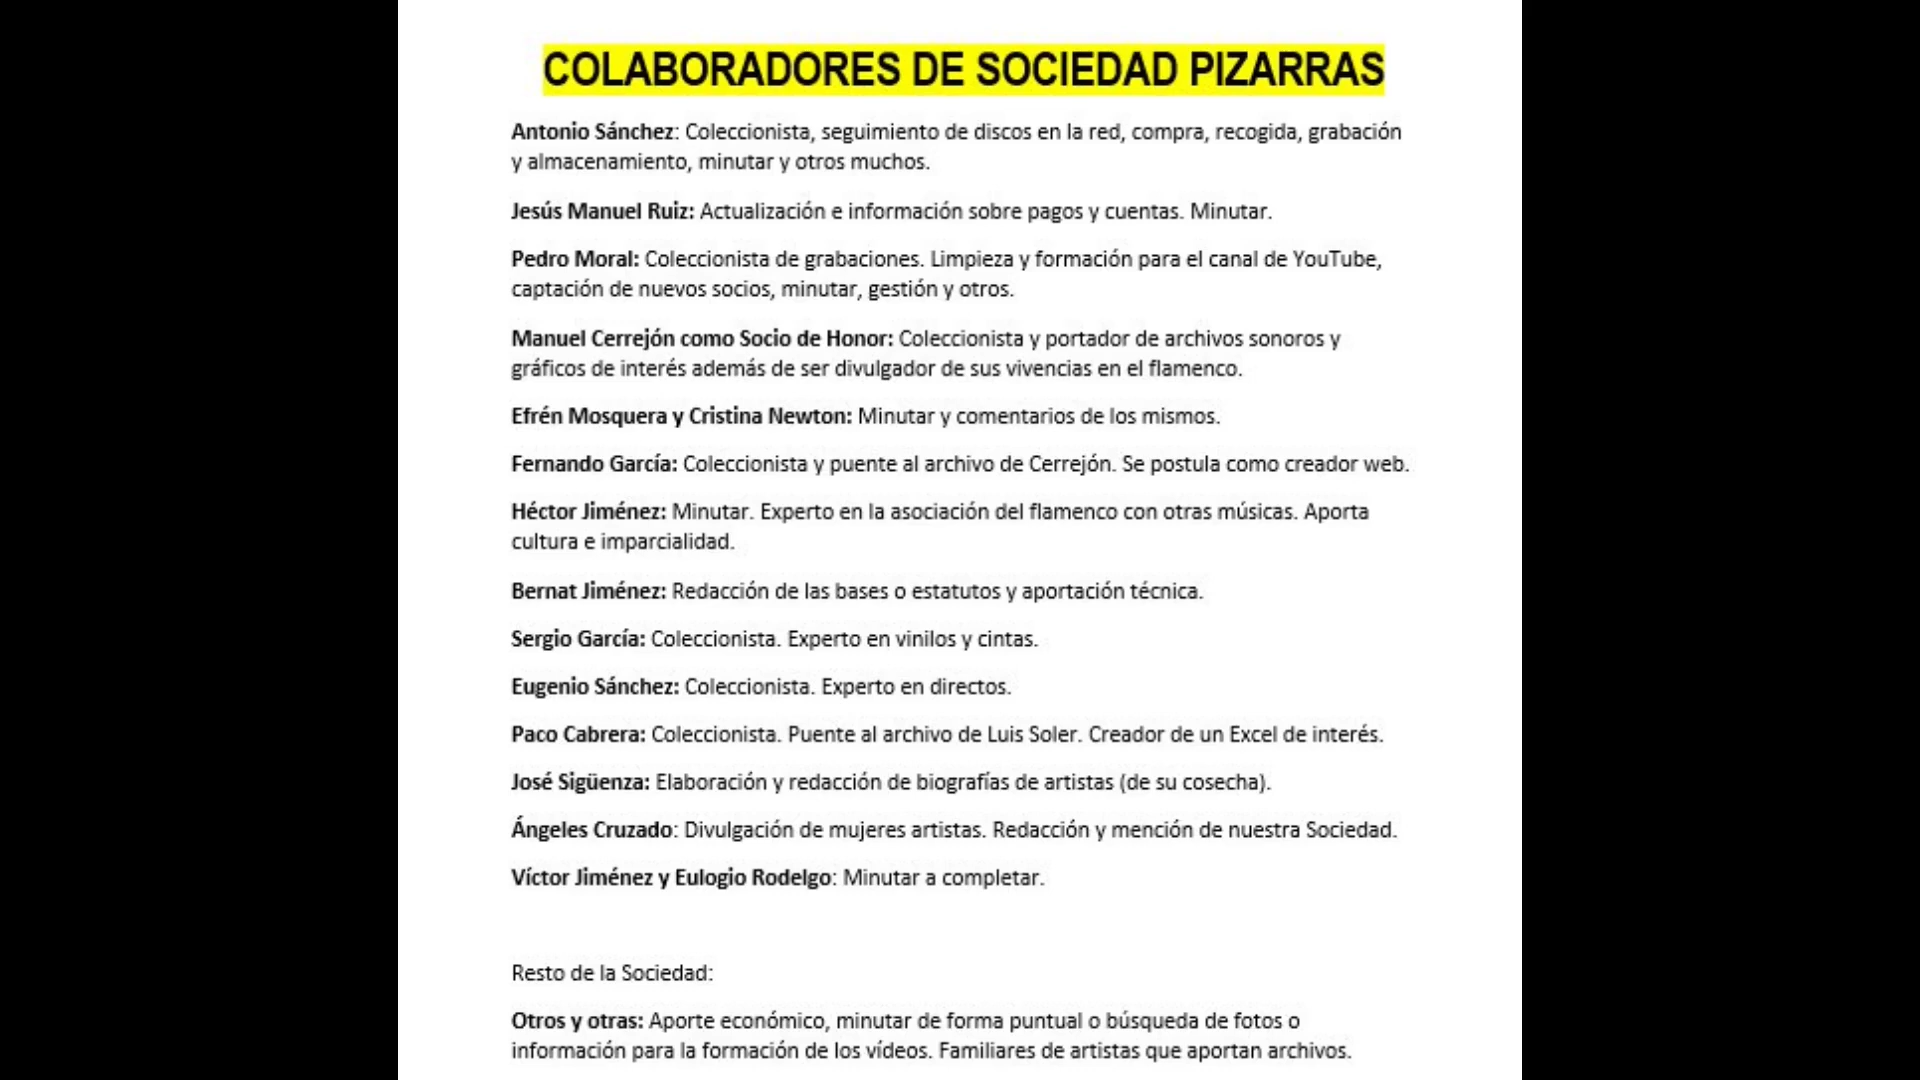 COLABORADORES DE SOCIEDAD PIZARRAS
Antonio Sánchez: Coleccionista, seguimiento de discos en la red, compra, recogida, grabación
y almacenamiento, minutar y otros muchos.
Jesús Manuel Ruiz: Actualización e información sobre pagos y cuentas. Minutar.
Pedro Moral: Coleccionista de grabaciones. Limpieza y formación para el canal de YouTube,
captación de nuevos socios, minutar, gestión y otros.
Manuel Cerrejón como Socio de Honor: Coleccionista y portador de archivos sonoros y
gráficos de interés además de ser divulgador de sus vivencias en el flamenco.
Efrén Mosquera y Cristina Newton: Minutar y comentarios de los mismos.
Fernando García: Coleccionista y puente al archivo de Cerrejón. Se postula como creador web.
Héctor Jiménez: Minutar. Experto en la asociación del flamenco con otras músicas. Aporta
cultura e imparcialidad.
Bernat Jiménez: Redacción de las bases o estatutos y aportación técnica.
Sergio García: Coleccionista. Experto en vinilos y cintas.
Eugenio Sánchez: Coleccionista. Experto en directos.
Paco Cabrera: Coleccionista. Puente al archivo de Luis Soler. Creador de un Excel de interés.
José Sigüenza: Elaboración y redacción de biografías de artistas (de su cosecha).
Ángeles Cruzado: Divulgación de mujeres artistas. Redacción y mención de nuestra Sociedad.
Víctor Jiménez y Eulogio Rodelgo: Minutar a completar.
Resto de la Sociedad:
Otros y otras: Aporte económico, minutar de forma puntual o búsqueda de fotos o
información para la formación de los vídeos. Familiares de artistas que aportan archivos.